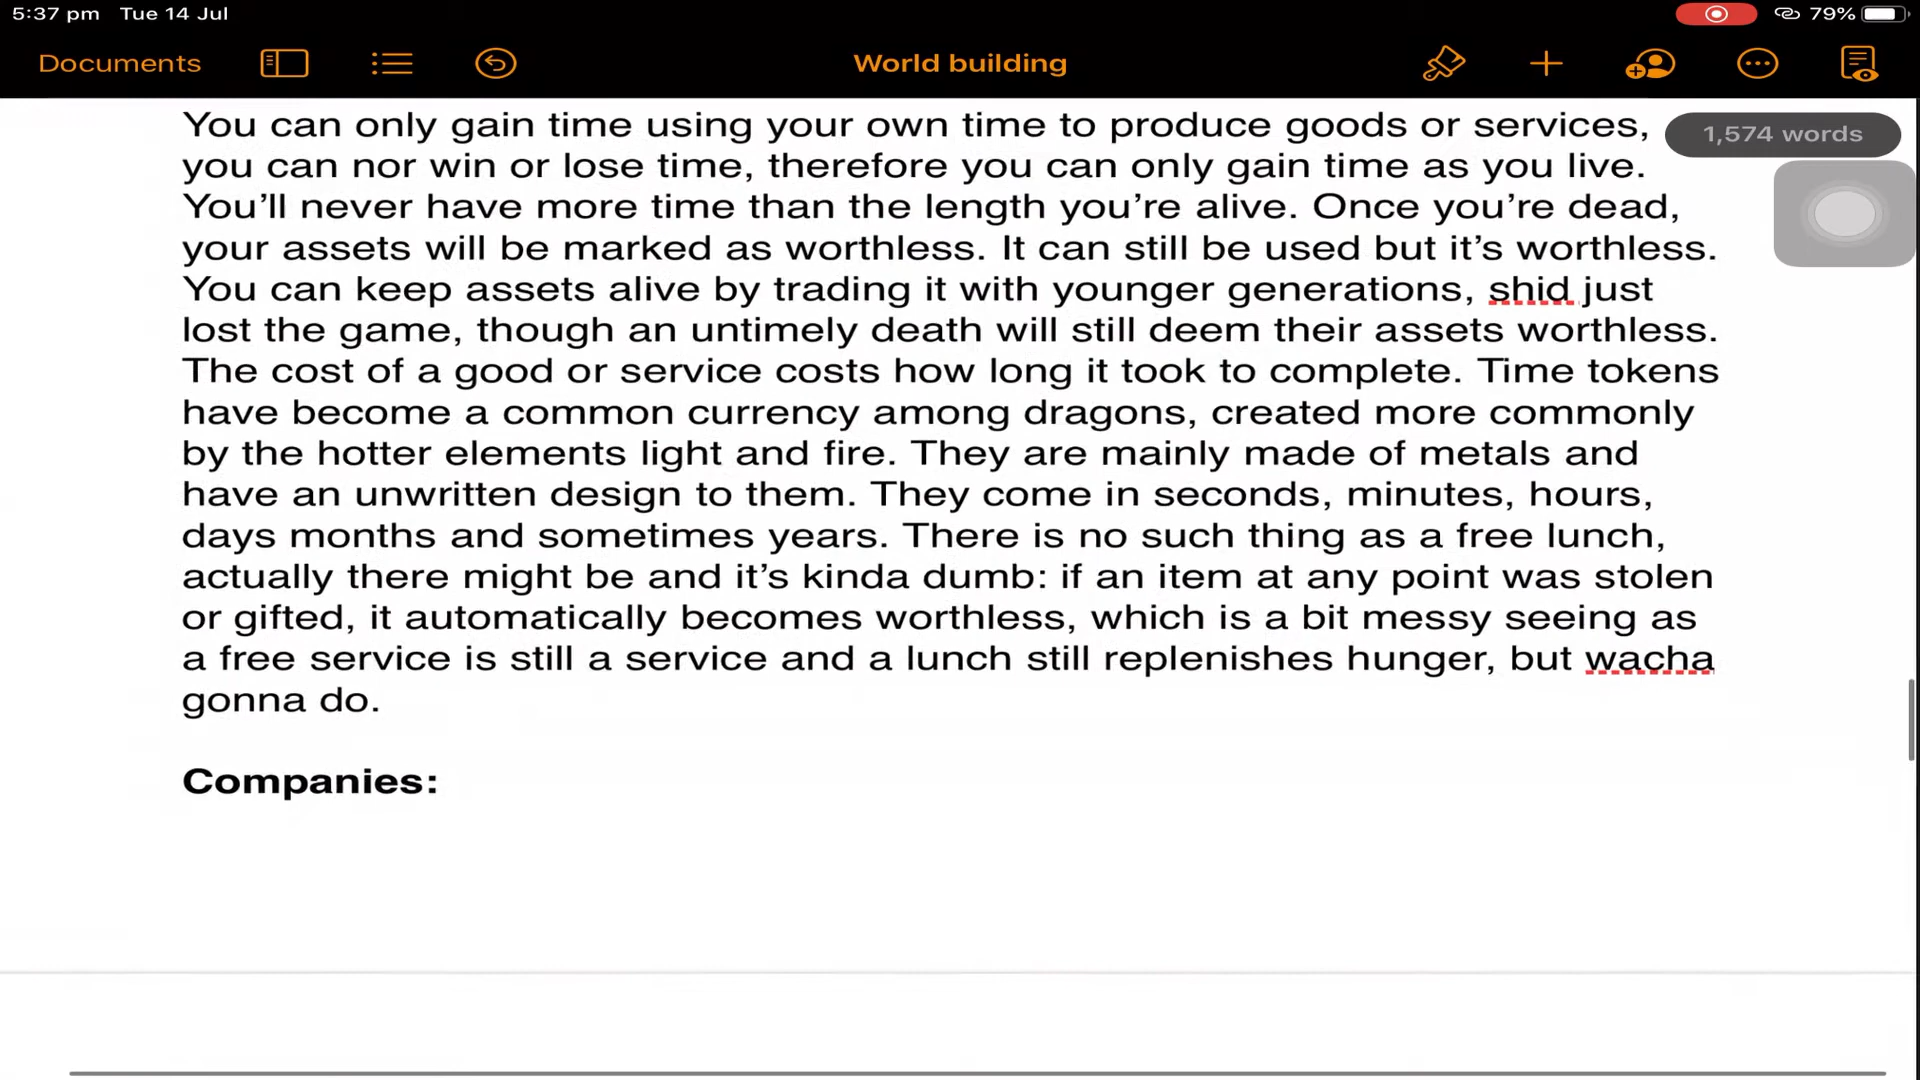 5:37 pm Tue 14 Jul 79%
Documents World building
1,574 words
You can only gain time using your own time to produce goods or services,
you can nor win or lose time, therefore you can only gain time as you live.
You’ll never have more time than the length you’re alive. Once you’re dead,
your assets will be marked as worthless. It can still be used but it’s worthless.
You can keep assets alive by trading it with younger generations, shid just
lost the game, though an untimely death will still deem their assets worthless.
The cost of a good or service costs how long it took to complete. Time tokens
have become a common currency among dragons, created more commonly
by the hotter elements light and fire. They are mainly made of metals and
have an unwritten design to them. They come in seconds, minutes, hours,
days months and sometimes years. There is no such thing as a free lunch,
actually there might be and it’s kinda dumb: if an item at any point was stolen
or gifted, it automatically becomes worthless, which is a bit messy seeing as
a free service is still a service and a lunch still replenishes hunger, but wacha
gonna do.
Companies: